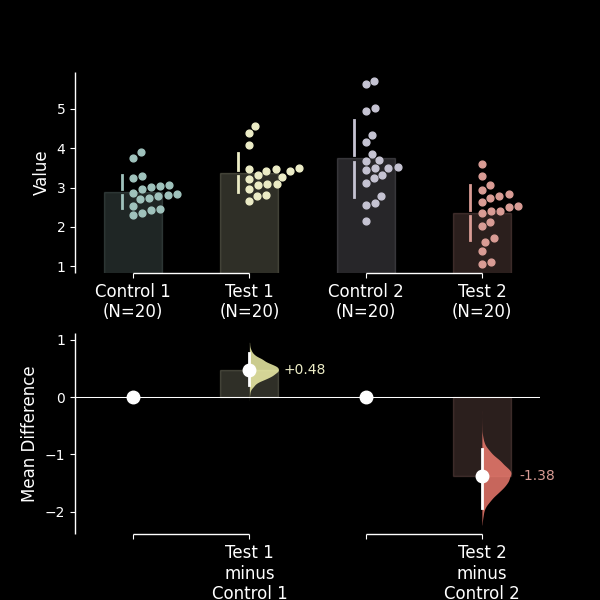 Value
5
4
3
2
1
Control 1
(N=20)
Test 1
(N=20)
Control 2
(N=20)
Test 2
(N=20)
Mean Difference
1
0
−1
−2
+0.48
-1.38
Test 1
minus
Control 1
Test 2
minus
Control 2